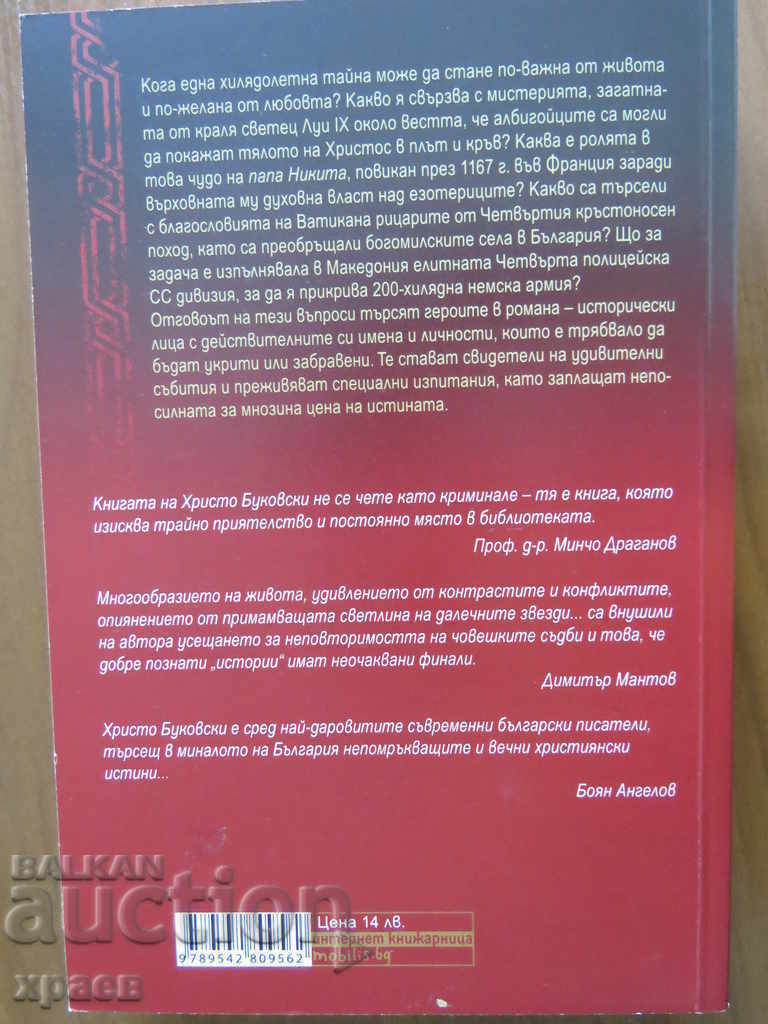 Кога една хилядолетна тайна може да стане по-важна от живота
и по-желана от любовта? Какво я свързва с мистерията, загатна-
та от краля светец Луи IX около вестта, че албигойците са могли
да покажат тялото на Христос в плът и кръв? Каква е ролята в
това чудо на папа Никита, повикан през 1167 г. във Франция заради
върховната му духовна власт над езотериците? Какво са търсели
с благословията на Ватикана рицарите от Четвъртия кръстоносен
поход, като са преобръщали богомилските села в България? Що за
задача е изпълнявала в Македония елитната Четвърта полицейска
СС дивизия, за да я прикрива 200-хилядна немска армия?
Отговоът на тези въпроси търсят героите в романа – исторически
лица с действителните си имена и личности, които е трябвало да
бъдат укрити или забравени. Те стават свидетели на удивителни
събития и преживяват специални изпитания, като заплащат непо-
силната за мнозина цена на истината.
Книгата на Христо Буковски не се чете като криминале – тя е книга, която
изисква трайно приятелство и постоянно място в библиотеката.
Проф. д-р. Минчо Драганов
Многообразието на живота, удивлението от контрастите и конфликтите,
опиянението от примамващата светлина на далечните звезди... са внушили
на автора усещането за неповторимостта на човешките съдби и това, че
добре познати „истории“ имат неочаквани финали.
Димитър Мантов
Христо Буковски е сред най-даровитите съвременни български писатели,
търсещ в миналото на България непомръкващите и вечни християнски
истини...
Боян Ангелов
BALKAN
auction
Цена 14 лв.
интернет книжарница
mobilis.bg
9789542809562
храев